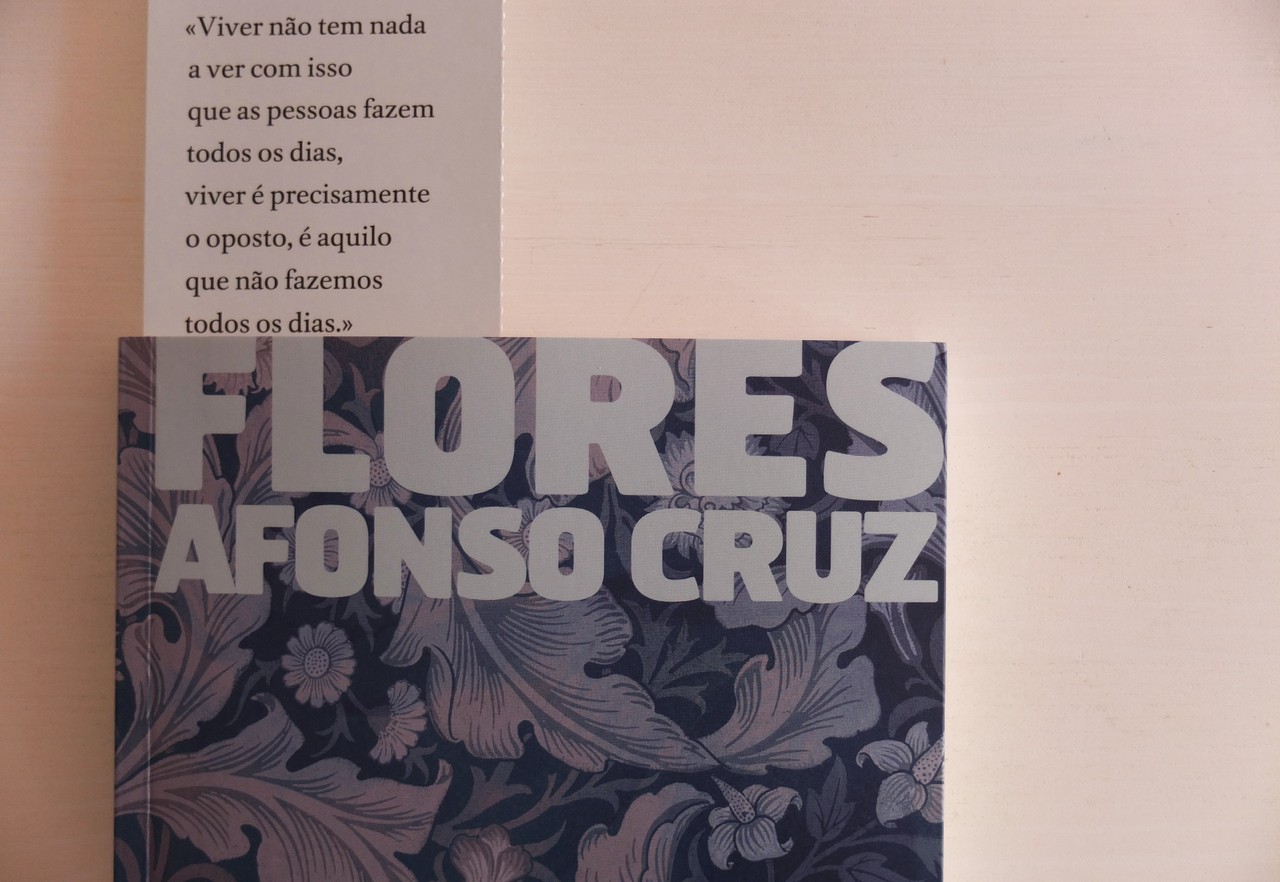 «Viver não tem nada
a ver com isso
que as pessoas fazem
todos os dias,
viver é precisamente
o oposto, é aquilo
que não fazemos
todos os dias.»
FLORES
AFONSO CRUZ